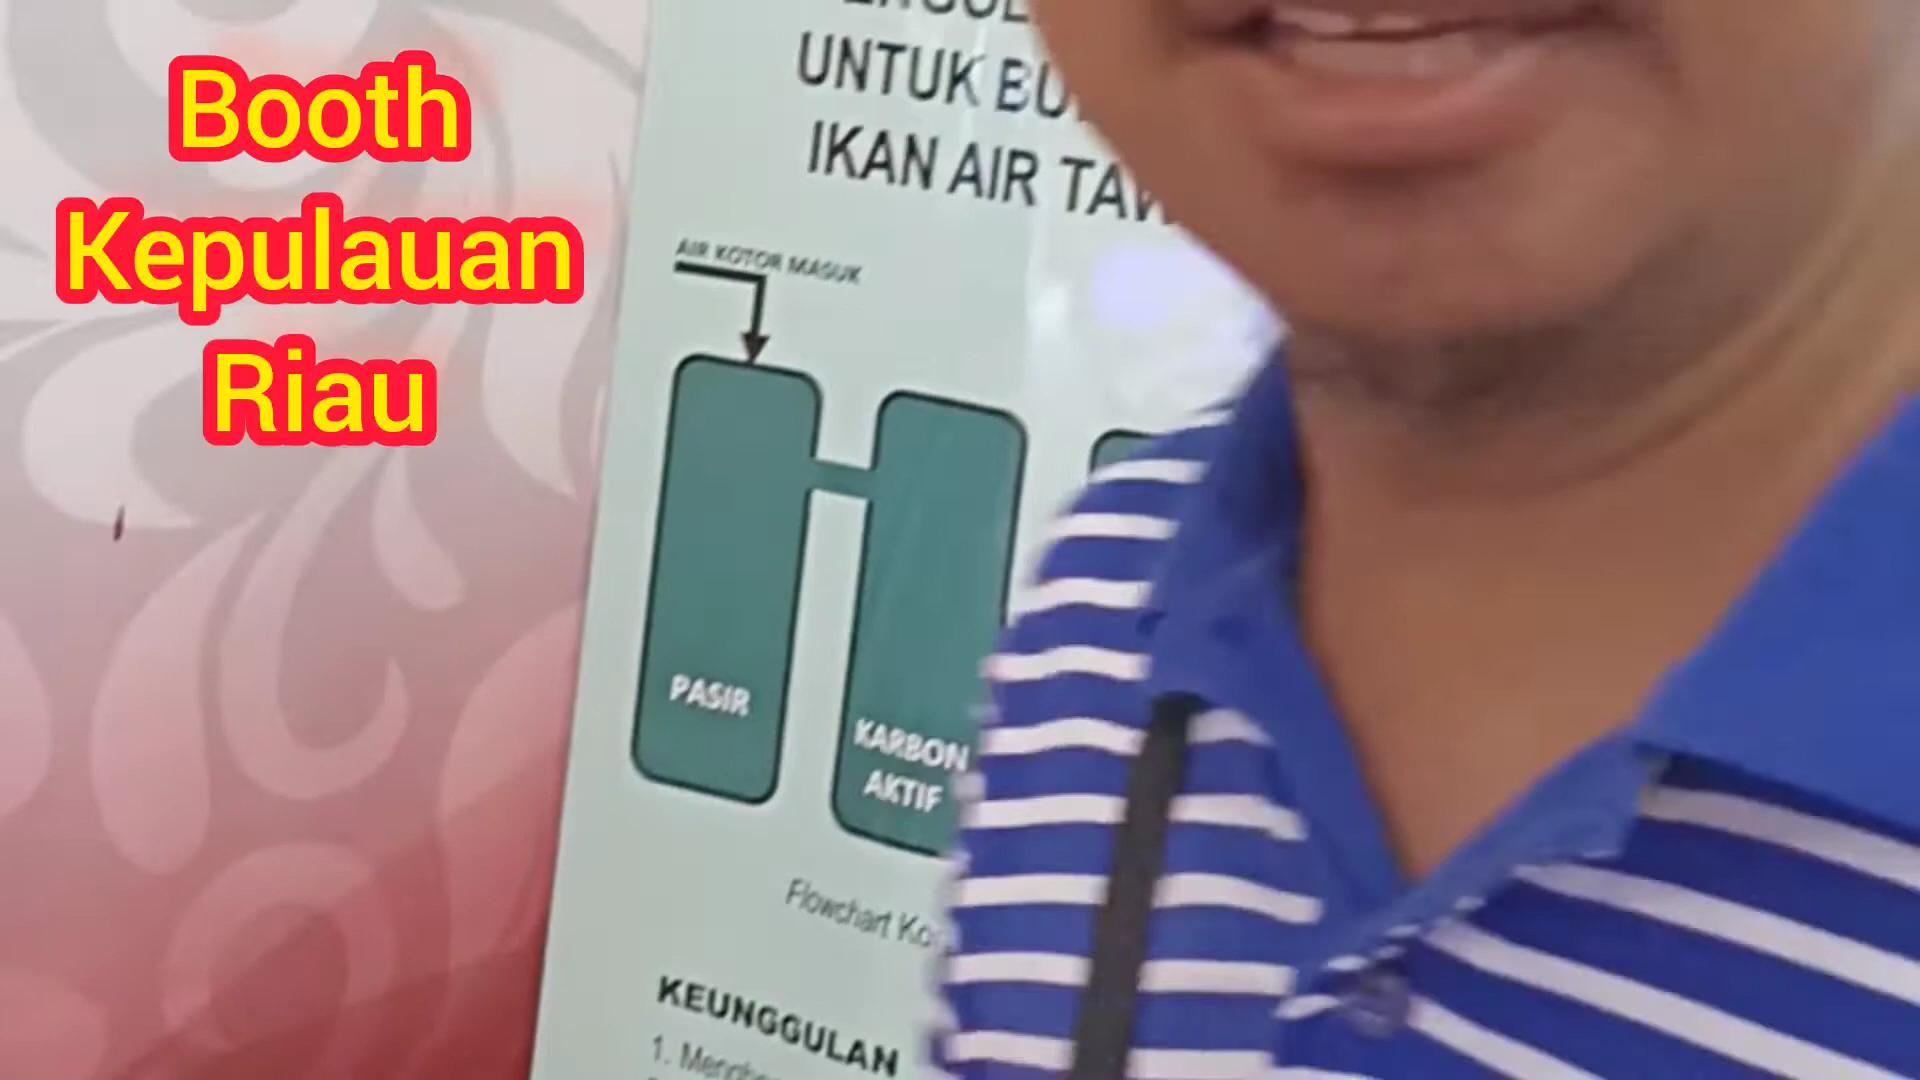 Booth
Kepulauan
Riau
UNTUK
IKAN AIR
AIR KOTOR MASUK
PASIR
KARBON
AKTIF
Flowchart
KEUNGGULAN
1.